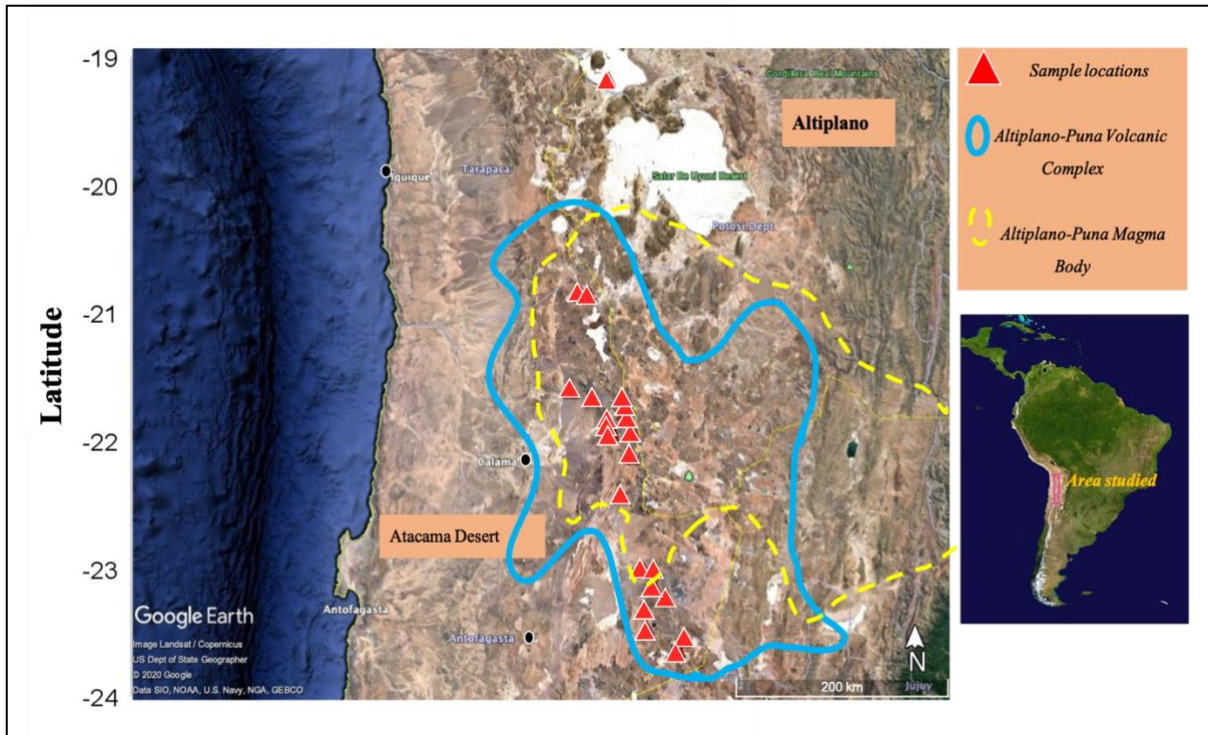 -19
-20
-21
-22
-23
-24
Latitude
Cordillera Real Mountains
Altiplano
Iquique
Tarapaca
Salar De Uyuni Desert
Potosi Dept
Calama
Atacama Desert
Antofagasta
Antofagasta
Google Earth
Image Landsat / Copernicus
US Dept of State Geographer
© 2020 Google
Data SIO, NOAA, U.S. Navy, NGA, GEBCO
N
200 km
Jujuy
Sample locations
Altiplano-Puna Volcanic
Complex
Altiplano-Puna Magma
Body
Area studied